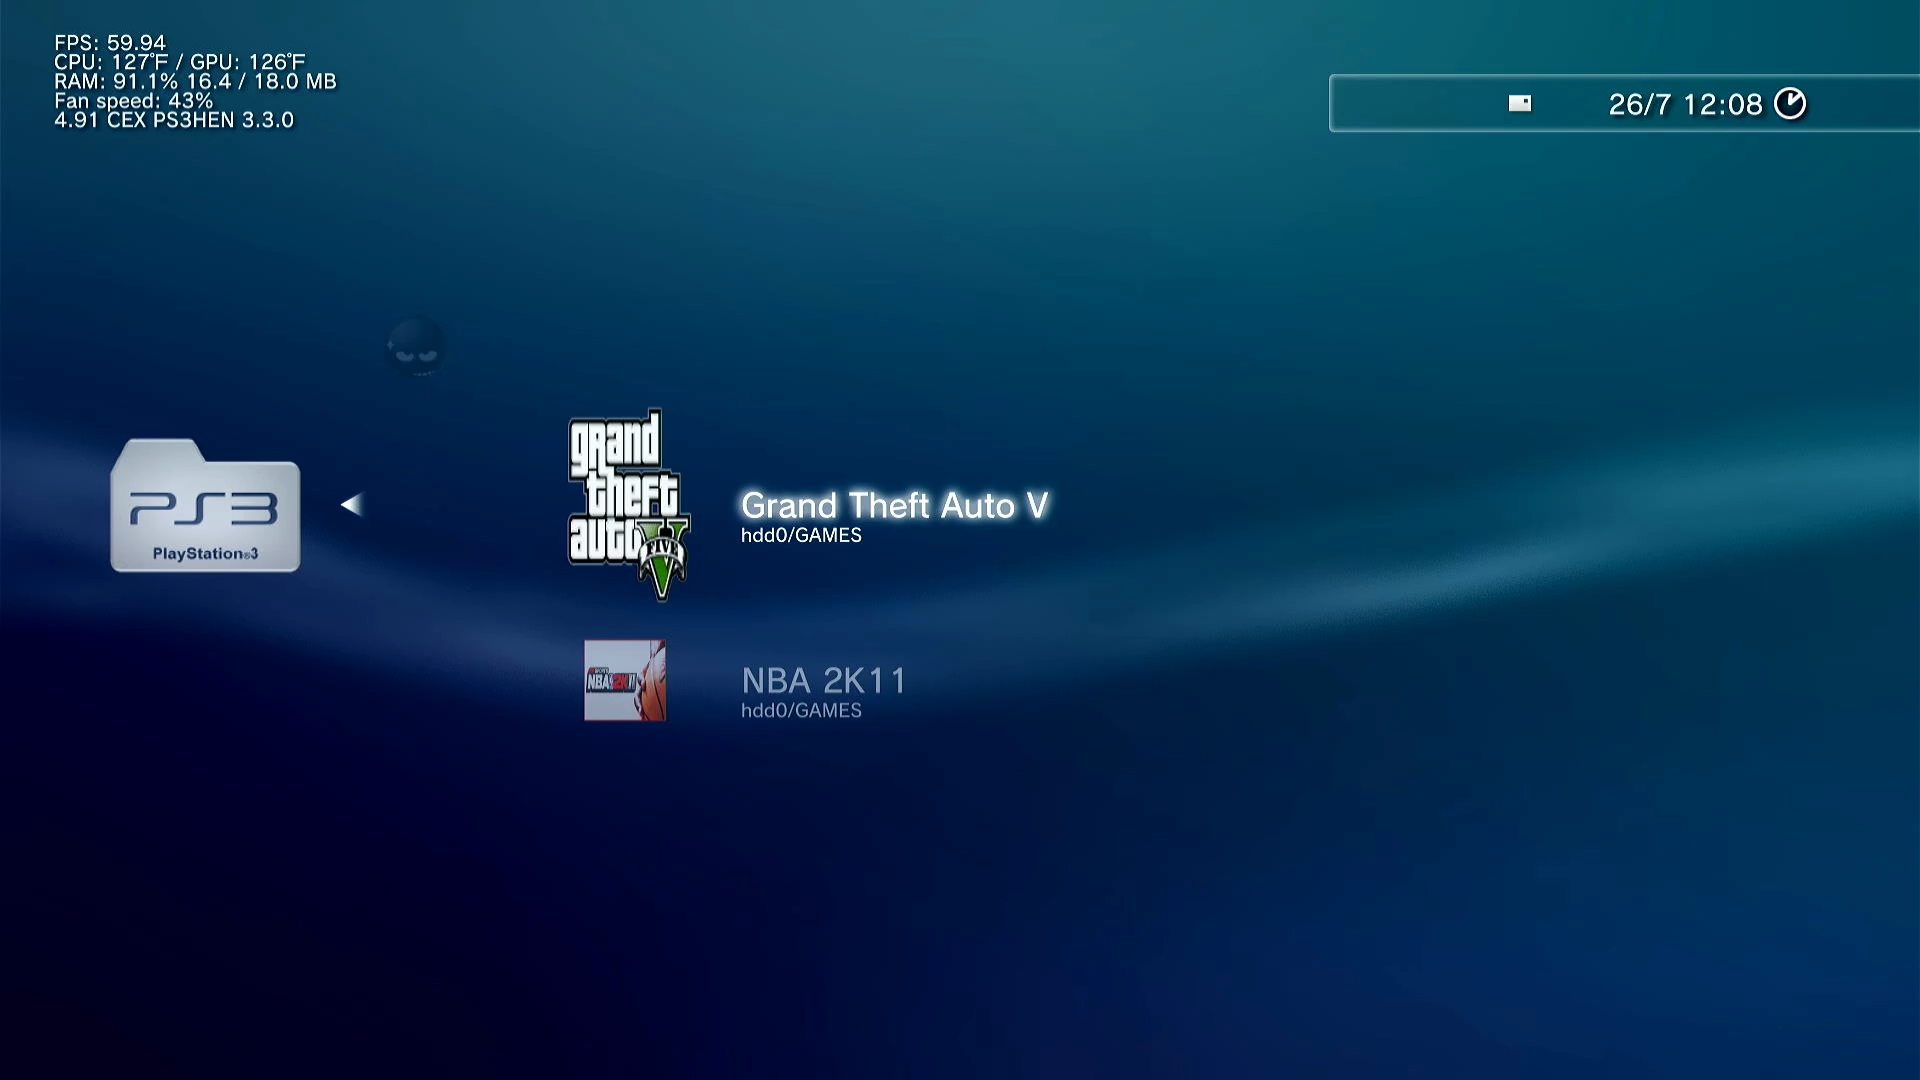 FPS: 59.94
CPU: 127°F / GPU: 126°F
RAM: 91.1% 16.4 / 18.0 MB
Fan speed: 43%
4.91 CEX PS3HEN 3.3.0
26/7 12:08
PS3
PlayStation®3
grand
theft
auto V
FIVE
Grand Theft Auto V
hdd0/GAMES
NBA 2K11
NBA 2K11
hdd0/GAMES